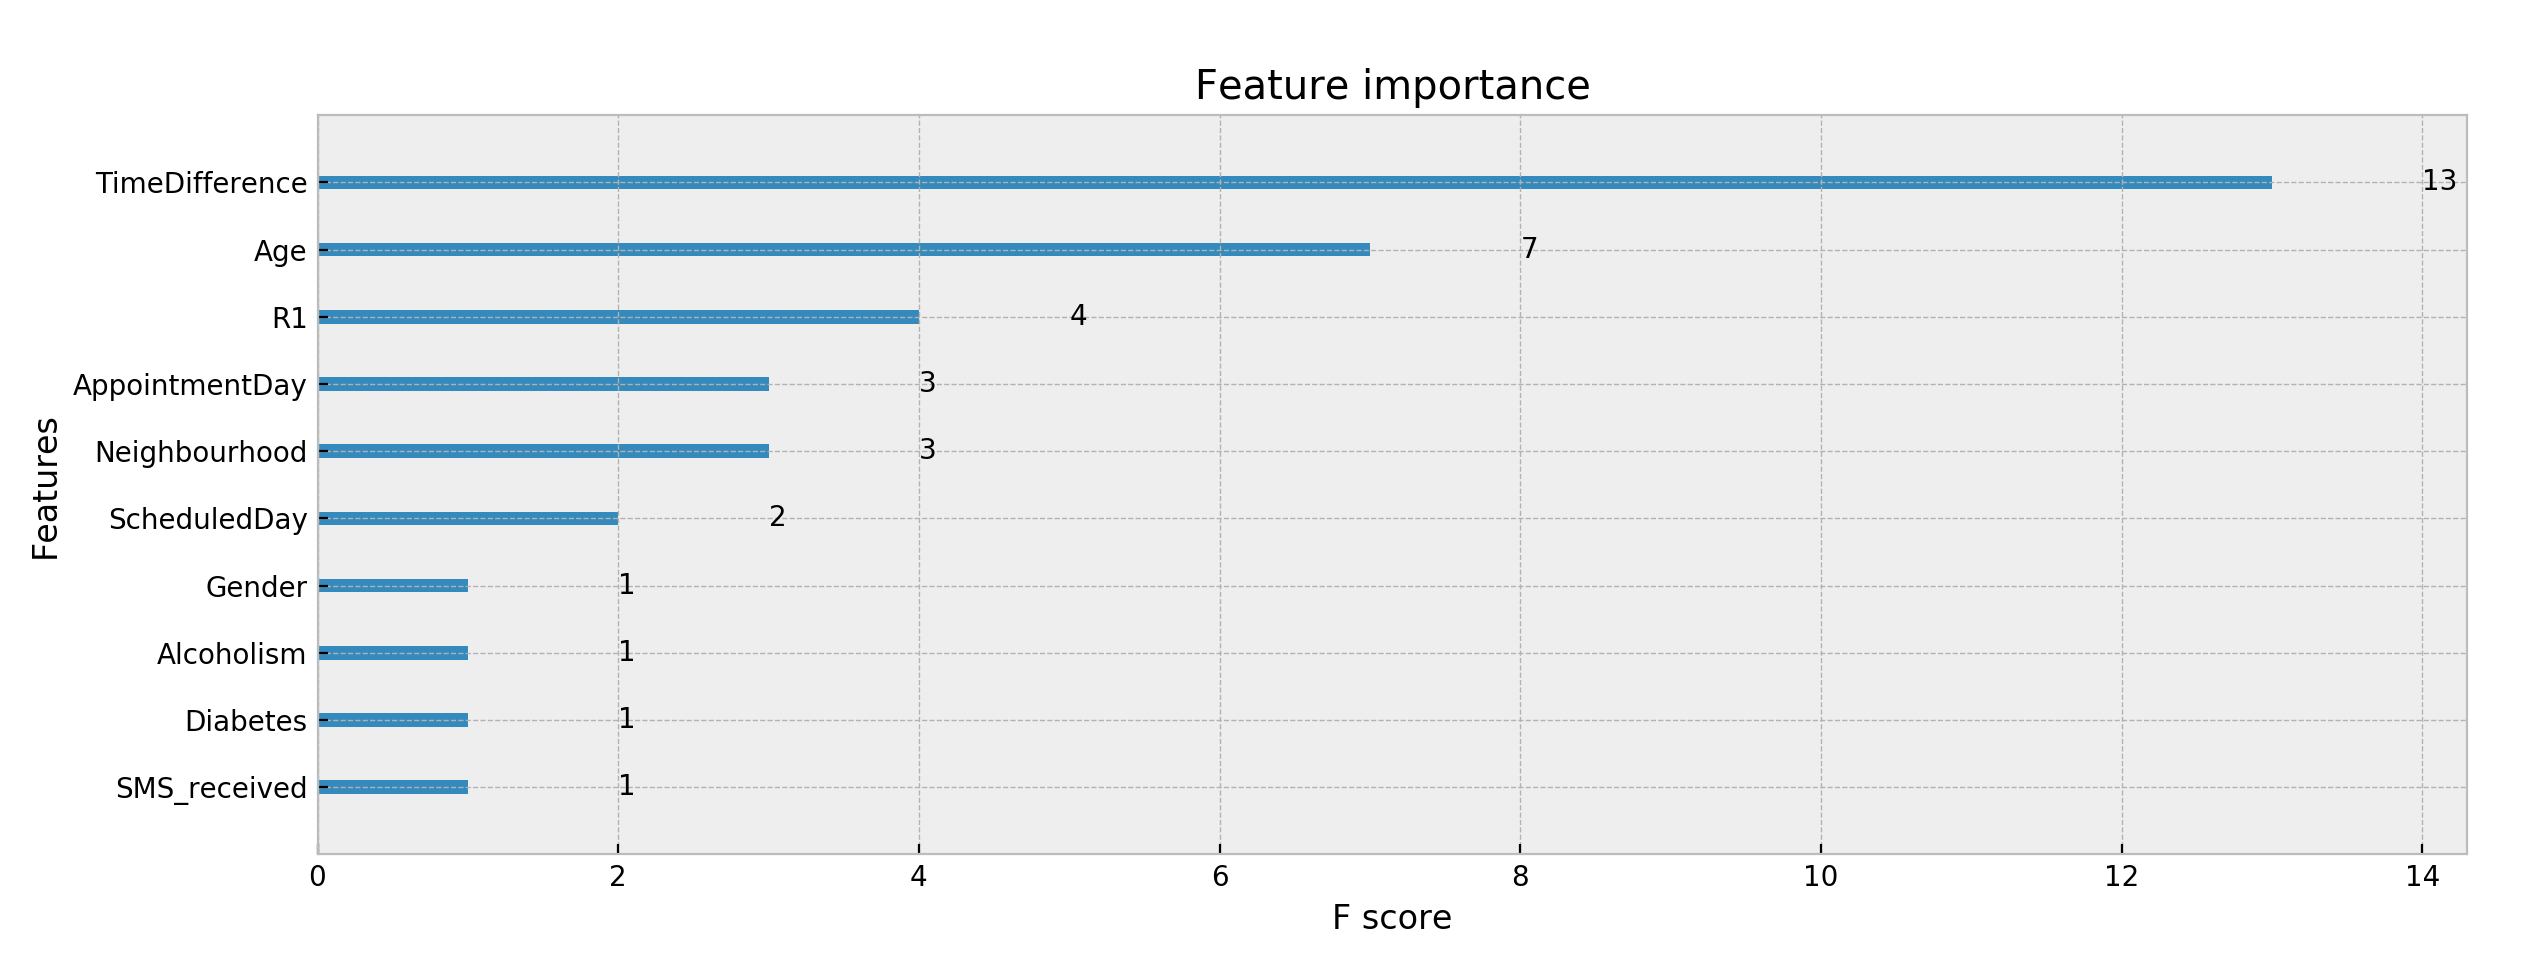 Feature importance
TimeDifference 13
Age 7
R1 4
AppointmentDay 3
Neighbourhood 3
ScheduledDay 2
Gender 1
Alcoholism 1
Diabetes 1
SMS_received 1
Features
0 2 4 6 8 10 12 14
F score